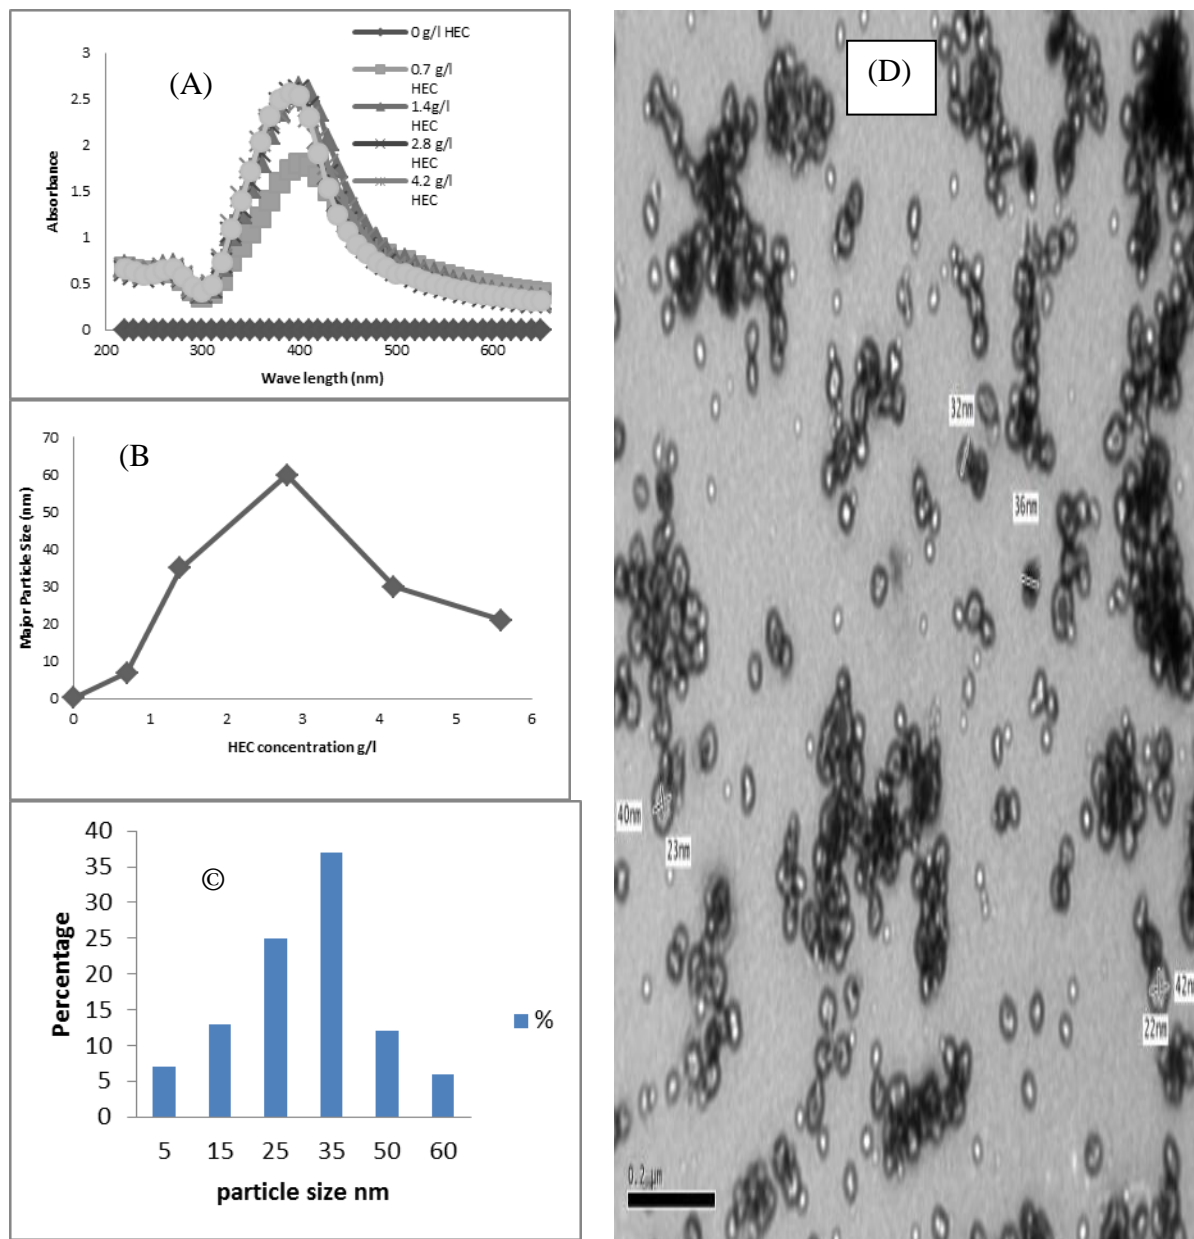 (A)
0 g/l HEC
0.7 g/l
HEC
1.4g/l
HEC
2.8 g/l
HEC
4.2 g/l
HEC
3
2.5
2
1.5
1
0.5
0
Absorbance
200 300 400 500 600
Wave length (nm)
(B
70
60
50
40
30
20
10
0
Major Particle Size (nm)
0 1 2 3 4 5 6
HEC concentration g/l
©
40
35
30
25
20
15
10
5
0
Percentage
%
5 15 25 35 50 60
particle size nm
(D)
32nm
36nm
40nm
23nm
42n
22nm
0.2 µm